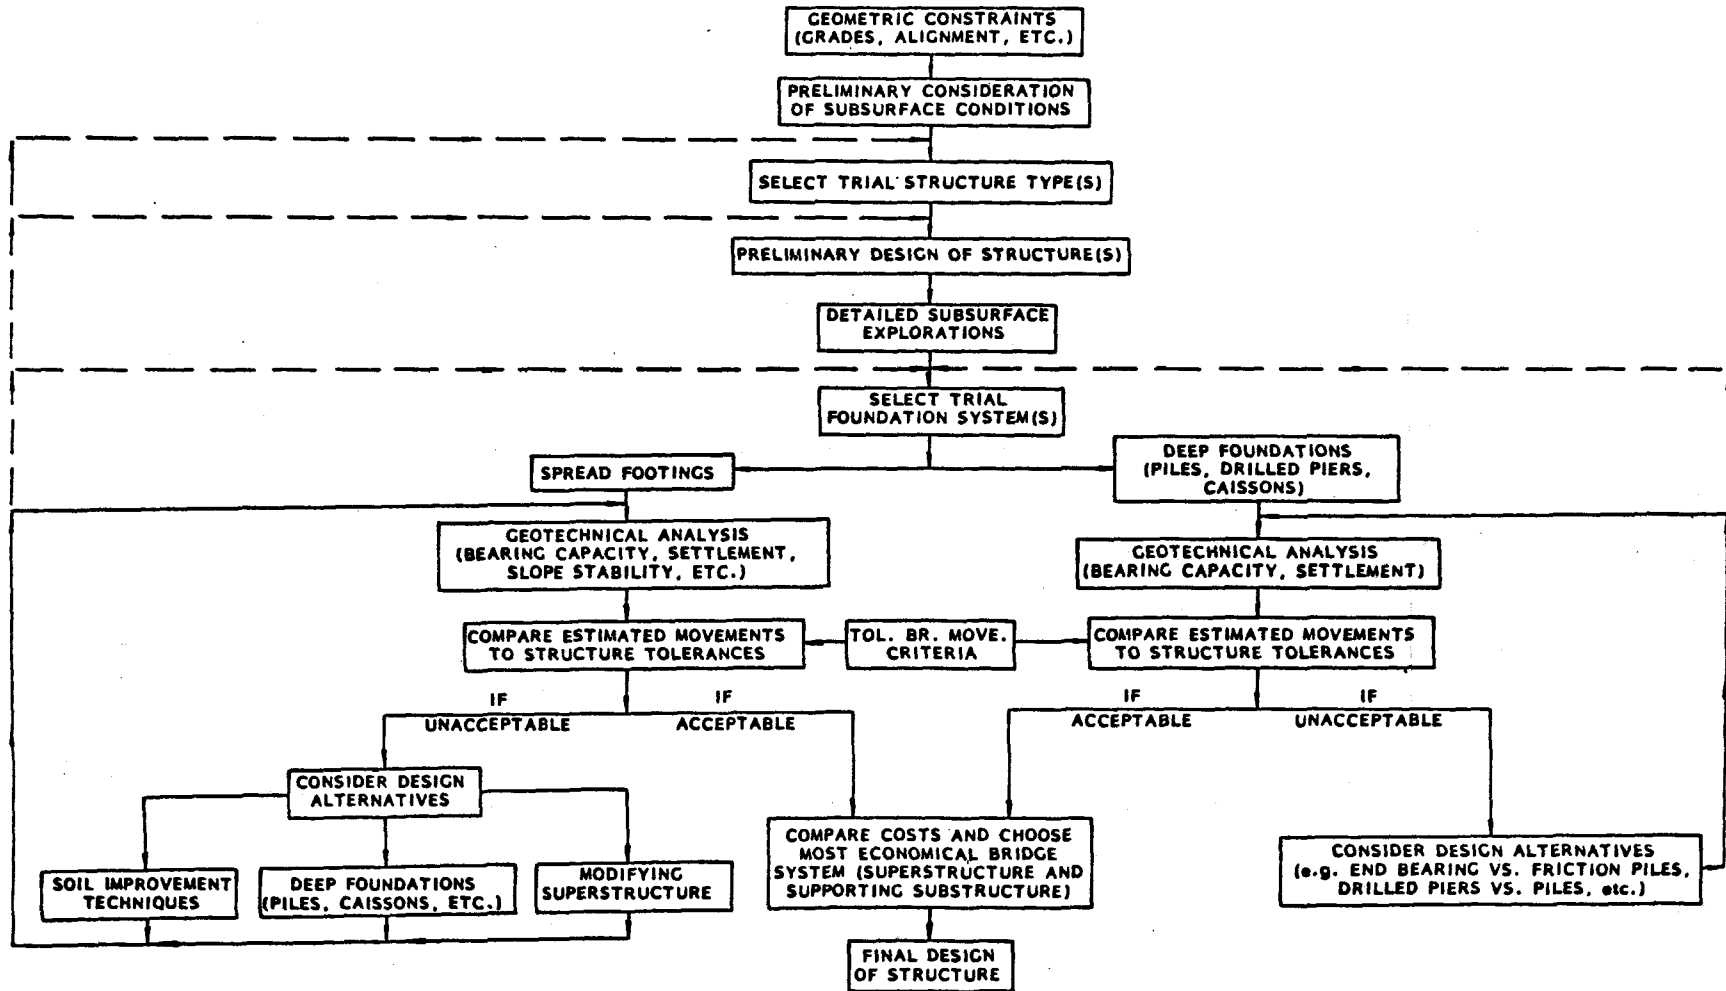 GEOMETRIC CONSTRAINTS
(GRADES, ALIGNMENT, ETC.)
PRELIMINARY CONSIDERATION
OF SUBSURFACE CONDITIONS
SELECT TRIAL STRUCTURE TYPE(S)
PRELIMINARY DESIGN OF STRUCTURE(S)
DETAILED SUBSURFACE
EXPLORATIONS
SELECT TRIAL
FOUNDATION SYSTEM(S)
SPREAD FOOTINGS
DEEP FOUNDATIONS
(PILES, DRILLED PIERS,
CAISSONS)
GEOTECHNICAL ANALYSIS
(BEARING CAPACITY, SETTLEMENT,
SLOPE STABILITY, ETC.)
GEOTECHNICAL ANALYSIS
(BEARING CAPACITY, SETTLEMENT)
COMPARE ESTIMATED MOVEMENTS
TO STRUCTURE TOLERANCES
TOL. BR. MOVE.
CRITERIA
COMPARE ESTIMATED MOVEMENTS
TO STRUCTURE TOLERANCES
IF
UNACCEPTABLE
IF
ACCEPTABLE
IF
ACCEPTABLE
IF
UNACCEPTABLE
CONSIDER DESIGN
ALTERNATIVES
SOIL IMPROVEMENT
TECHNIQUES
DEEP FOUNDATIONS
(PILES, CAISSONS, ETC.)
MODIFYING
SUPERSTRUCTURE
COMPARE COSTS AND CHOOSE
MOST ECONOMICAL BRIDGE
SYSTEM (SUPERSTRUCTURE AND
SUPPORTING SUBSTRUCTURE)
CONSIDER DESIGN ALTERNATIVES
(e.g. END BEARING VS. FRICTION PILES,
DRILLED PIERS VS. PILES, etc.)
FINAL DESIGN
OF STRUCTURE